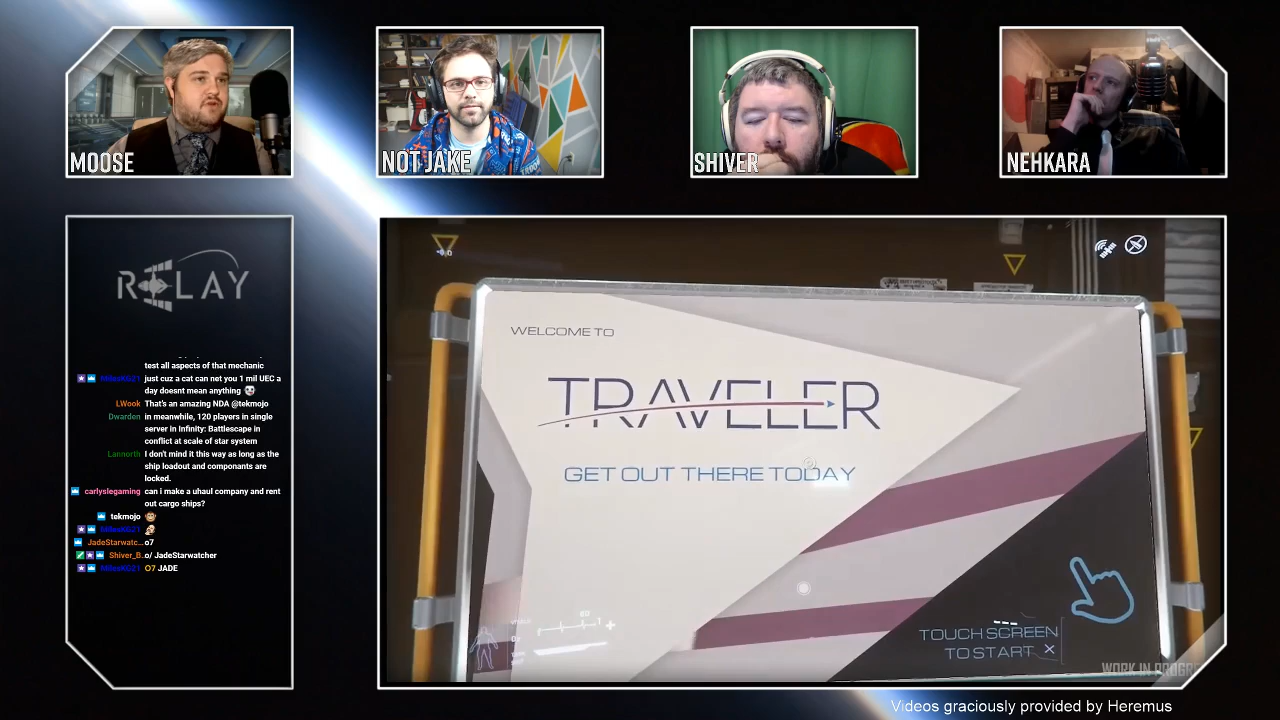 MOOSE
NOT JAKE
SHIVER
NEHKARA
RELAY
test all aspects of that mechanic
MilesKG21 just cuz a cat can net you 1 mil UEC a
day doesnt mean anything
LWook That's an amazing NDA @tekmojo
Dwarden in meanwhile, 120 players in single
server in Infinity: Battlescape in
conflict at scale of star system
Lannorth I don't mind it this way as long as the
ship loadout and componants are
locked.
carlyslegaming can i make a uhaul company and rent
out cargo ships?
tekmojo
MilesKG21
JadeStarwatc... o7
Shiver_B.. o/ JadeStarwatcher
MilesKG21 O7 JADE
WELCOME TO
TRAVELER
GET OUT THERE TODAY
TOUCH SCREEN
TO START
WORK IN PROGRE
Videos graciously provided by Heremus